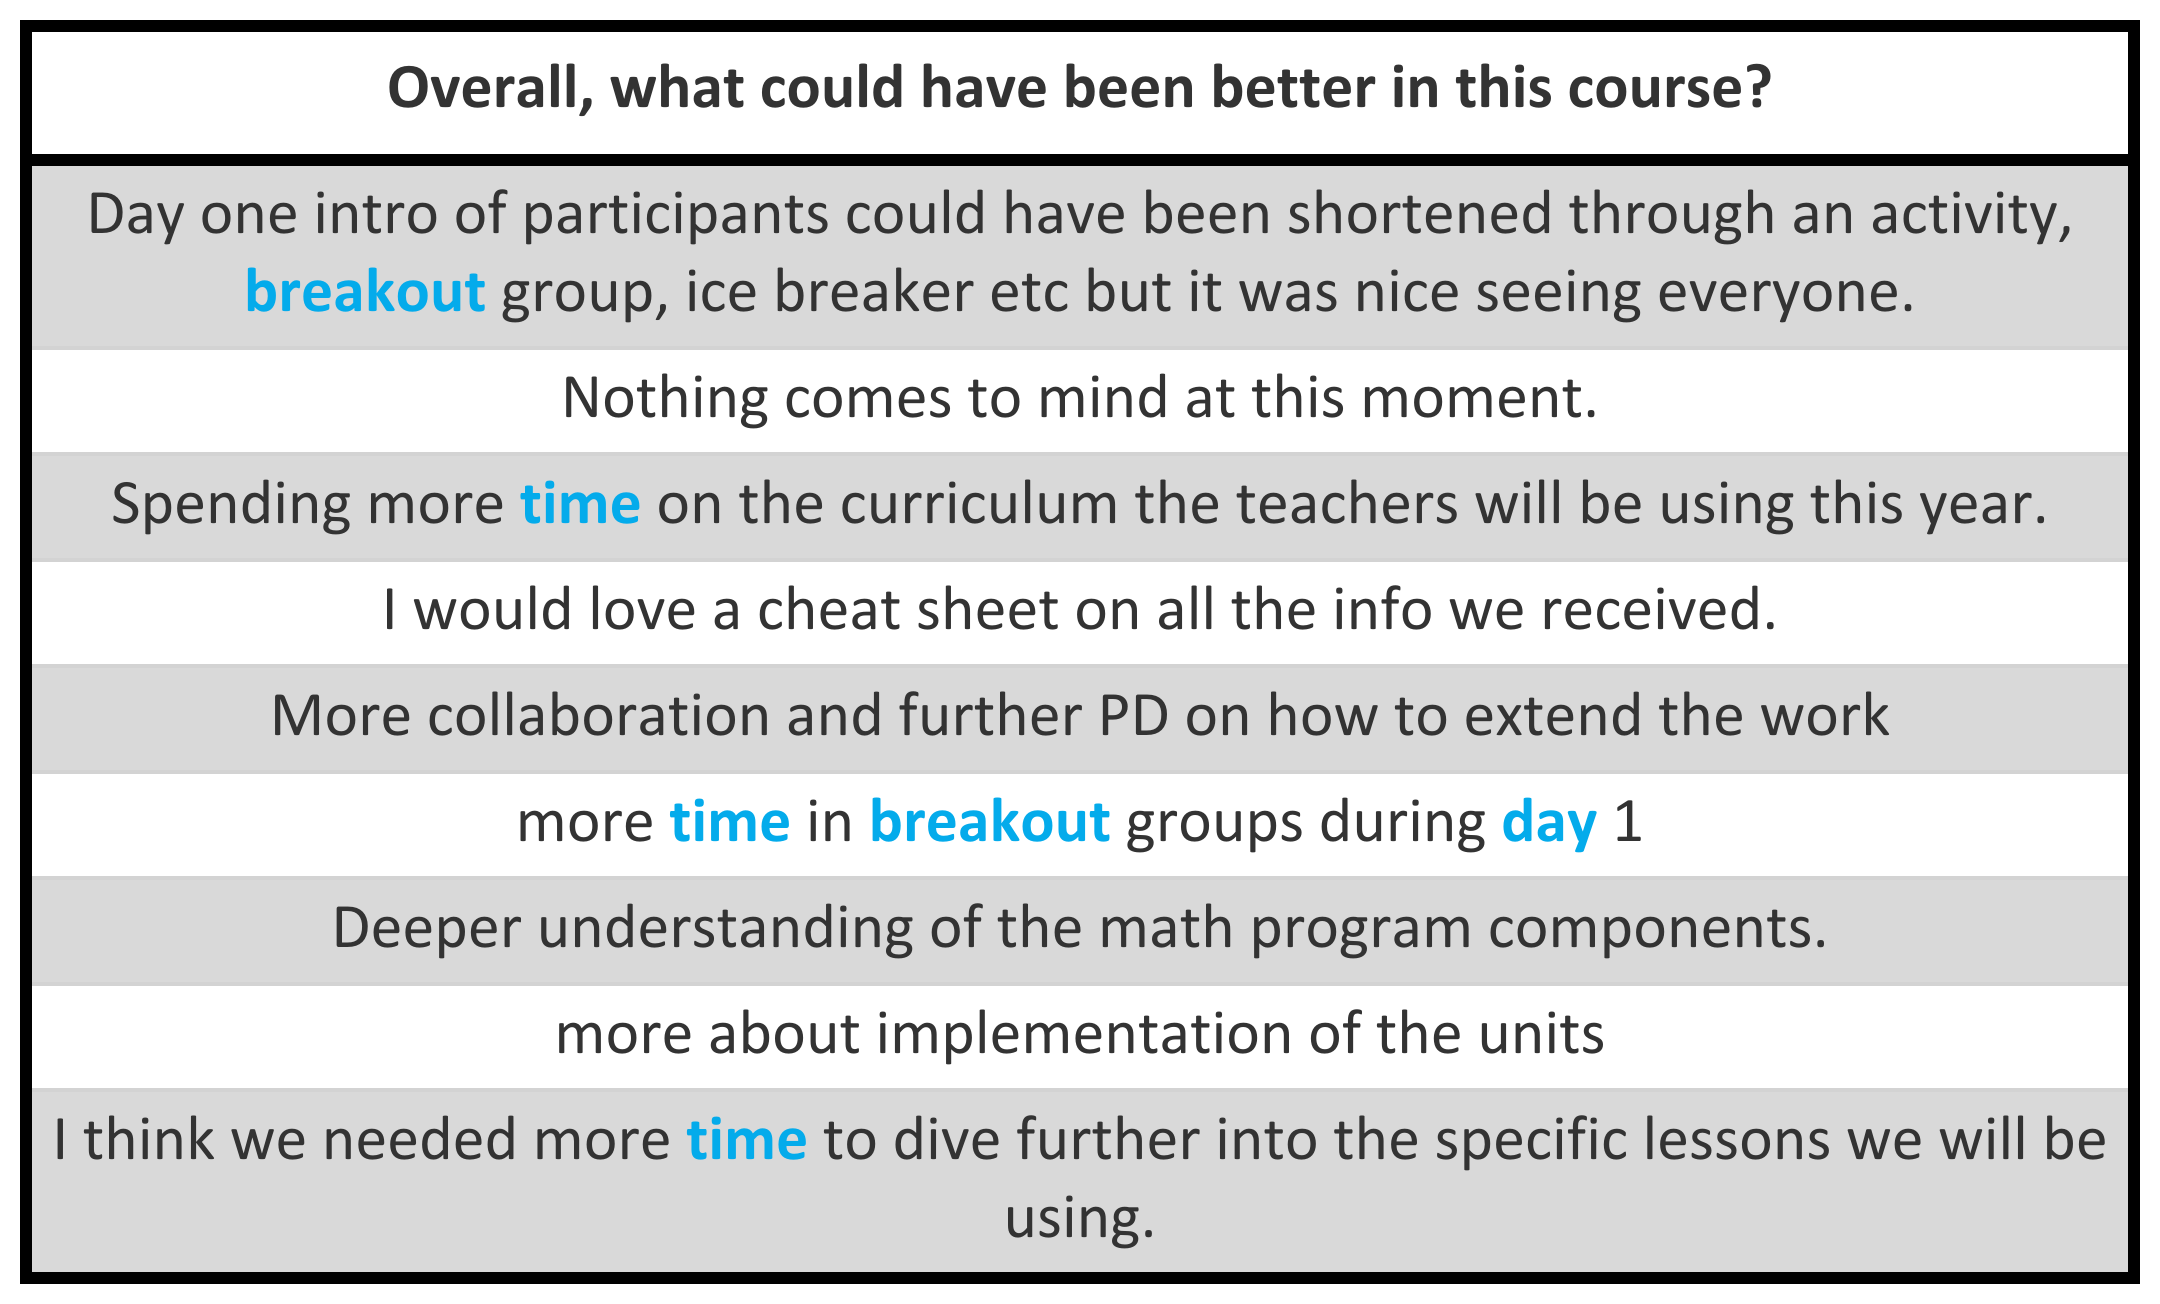 Overall, what could have been better in this course?
Day one intro of participants could have been shortened through an activity,
breakout group, ice breaker etc but it was nice seeing everyone.
Nothing comes to mind at this moment.
Spending more time on the curriculum the teachers will be using this year.
I would love a cheat sheet on all the info we received.
More collaboration and further PD on how to extend the work
more time in breakout groups during day 1
Deeper understanding of the math program components.
more about implementation of the units
I think we needed more time to dive further into the specific lessons we will be
using.